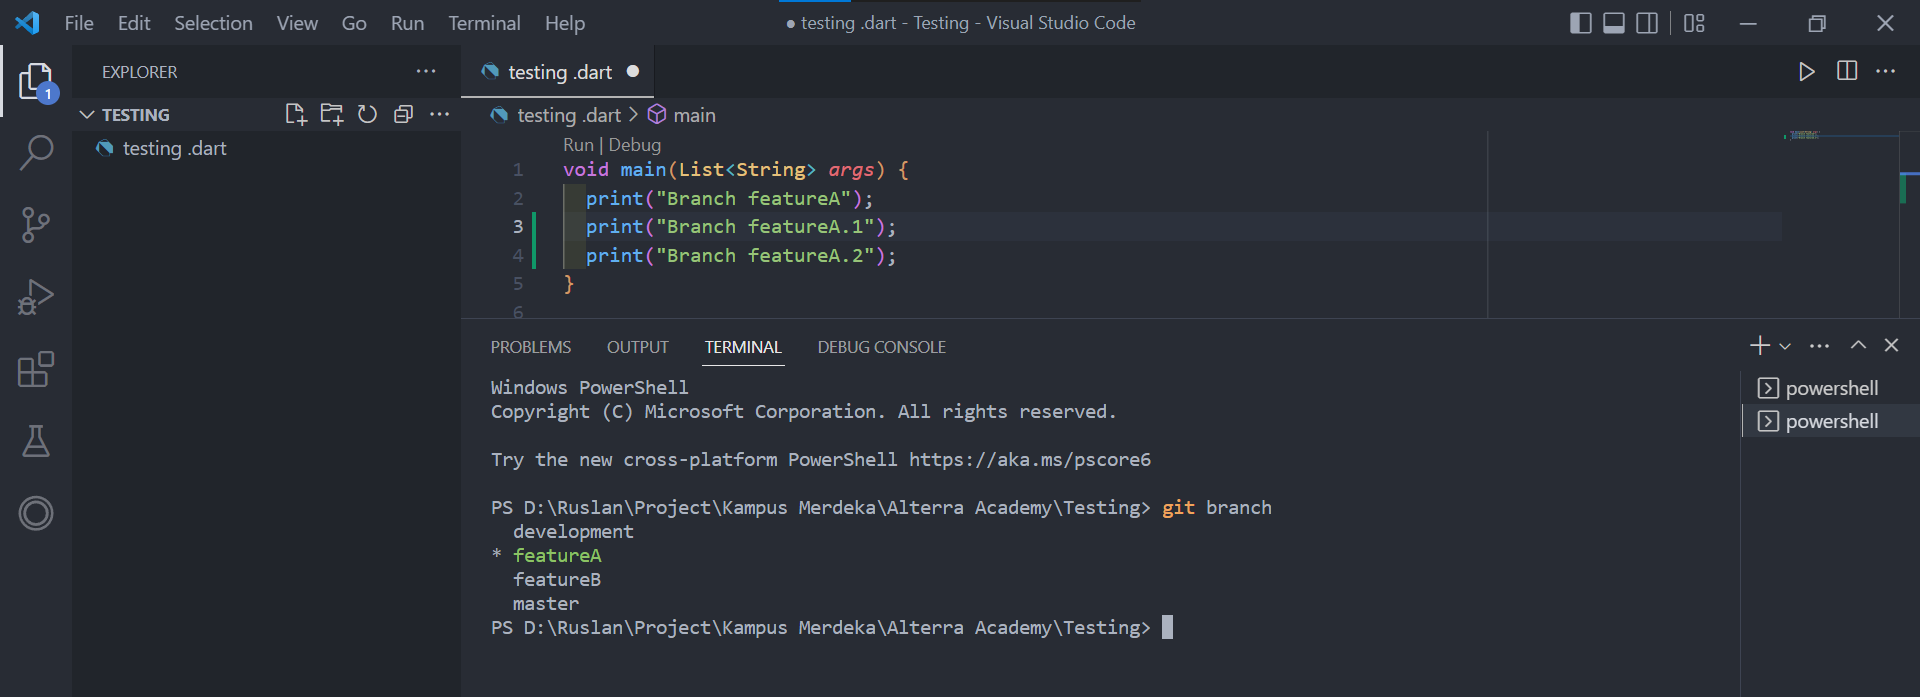 File Edit Selection View Go Run Terminal Help
● testing .dart - Testing - Visual Studio Code
1
EXPLORER
TESTING
testing .dart
testing .dart
testing .dart > main
Run | Debug
1 void main(List<String> args) {
2 print("Branch featureA");
3 print("Branch featureA.1");
4 print("Branch featureA.2");
5 }
6
PROBLEMS OUTPUT TERMINAL DEBUG CONSOLE
Windows PowerShell
Copyright (C) Microsoft Corporation. All rights reserved.
Try the new cross-platform PowerShell https://aka.ms/pscore6
PS D:\Ruslan\Project\Kampus Merdeka\Alterra Academy\Testing> git branch
development
* featureA
featureB
master
PS D:\Ruslan\Project\Kampus Merdeka\Alterra Academy\Testing>
powershell
powershell